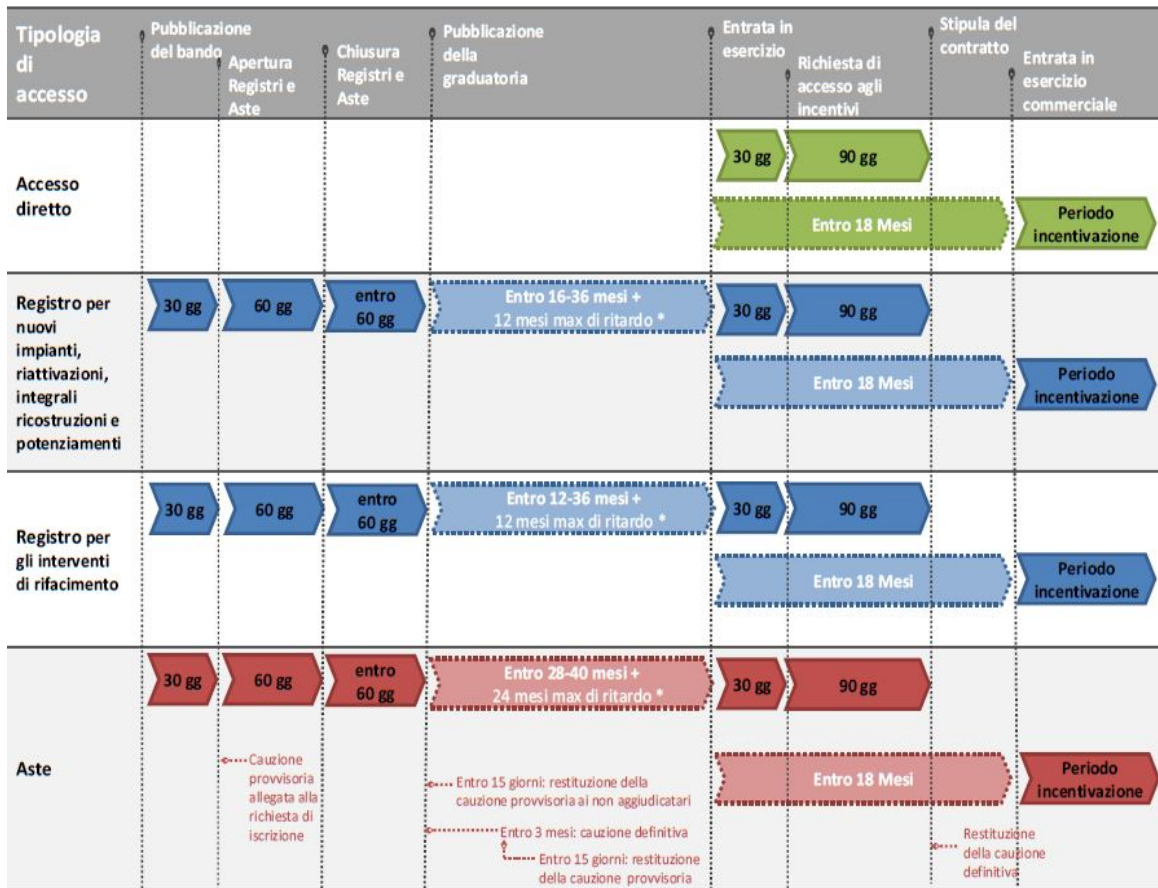 Tipologia
di
accesso
Pubblicazione
del bando
Apertura
Registri e
Aste
Chiusura
Registri e
Aste
Pubblicazione
della
graduatoria
Entrata in
esercizio
Richiesta di
accesso agli
incentivi
Stipula del
contratto
Entrata in
esercizio
commerciale
Accesso
diretto
30 gg
90 gg
Entro 18 Mesi
Periodo
incentivazione
Registro per
nuovi
impianti,
riattivazioni,
integrali
ricostruzioni e
potenziamenti
30 gg
60 gg
entro
60 gg
Entro 16-36 mesi +
12 mesi max di ritardo *
30 gg
90 gg
Entro 18 Mesi
Periodo
incentivazione
Registro per
gli interventi
di rifacimento
30 gg
60 gg
entro
60 gg
Entro 12-36 mesi +
12 mesi max di ritardo *
30 gg
90 gg
Entro 18 Mesi
Periodo
incentivazione
Aste
30 gg
60 gg
entro
60 gg
Entro 28-40 mesi +
24 mesi max di ritardo *
30 gg
90 gg
Entro 18 Mesi
Periodo
incentivazione
Cauzione
provvisoria
allegata alla
richiesta di
iscrizione
Entro 15 giorni: restituzione della
cauzione provvisoria ai non aggiudicatari
Entro 3 mesi: cauzione definitiva
Entro 15 giorni: restituzione
della cauzione provvisoria
Restituzione
della cauzione
definitiva